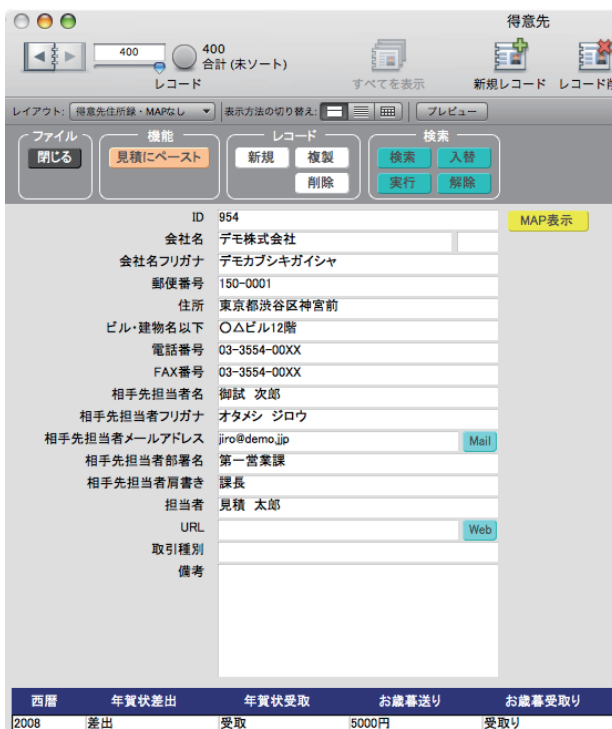 得意先
400
400
合計 (未ソート)
レコード
すべてを表示
新規レコード
レイアウト: 得意先住所録・MAPなし 表示方法の切り替え: プレビュー
ファイル 機能 レコード 検索
閉じる 見積にペースト 新規 複製 検索 入替
削除 実行 解除
ID 954 MAP表示
会社名 デモ株式会社
会社名フリガナ デモカブシキガイシャ
郵便番号 150-0001
住所 東京都渋谷区神宮前
ビル・建物名以下 〇△ビル12階
電話番号 03-3554-00XX
FAX番号 03-3554-00XX
相手先担当者名 御試 次郎
相手先担当者フリガナ オタメシ ジロウ
相手先担当者メールアドレス jiro@demo.jjp Mail
相手先担当者部署名 第一営業課
相手先担当者肩書き 課長
担当者 見積 太郎
URL Web
取引種別
備考
西暦 年賀状差出 年賀状受取 お歳暮送り お歳暮受取り
2008 差出 受取 5000円 受取り